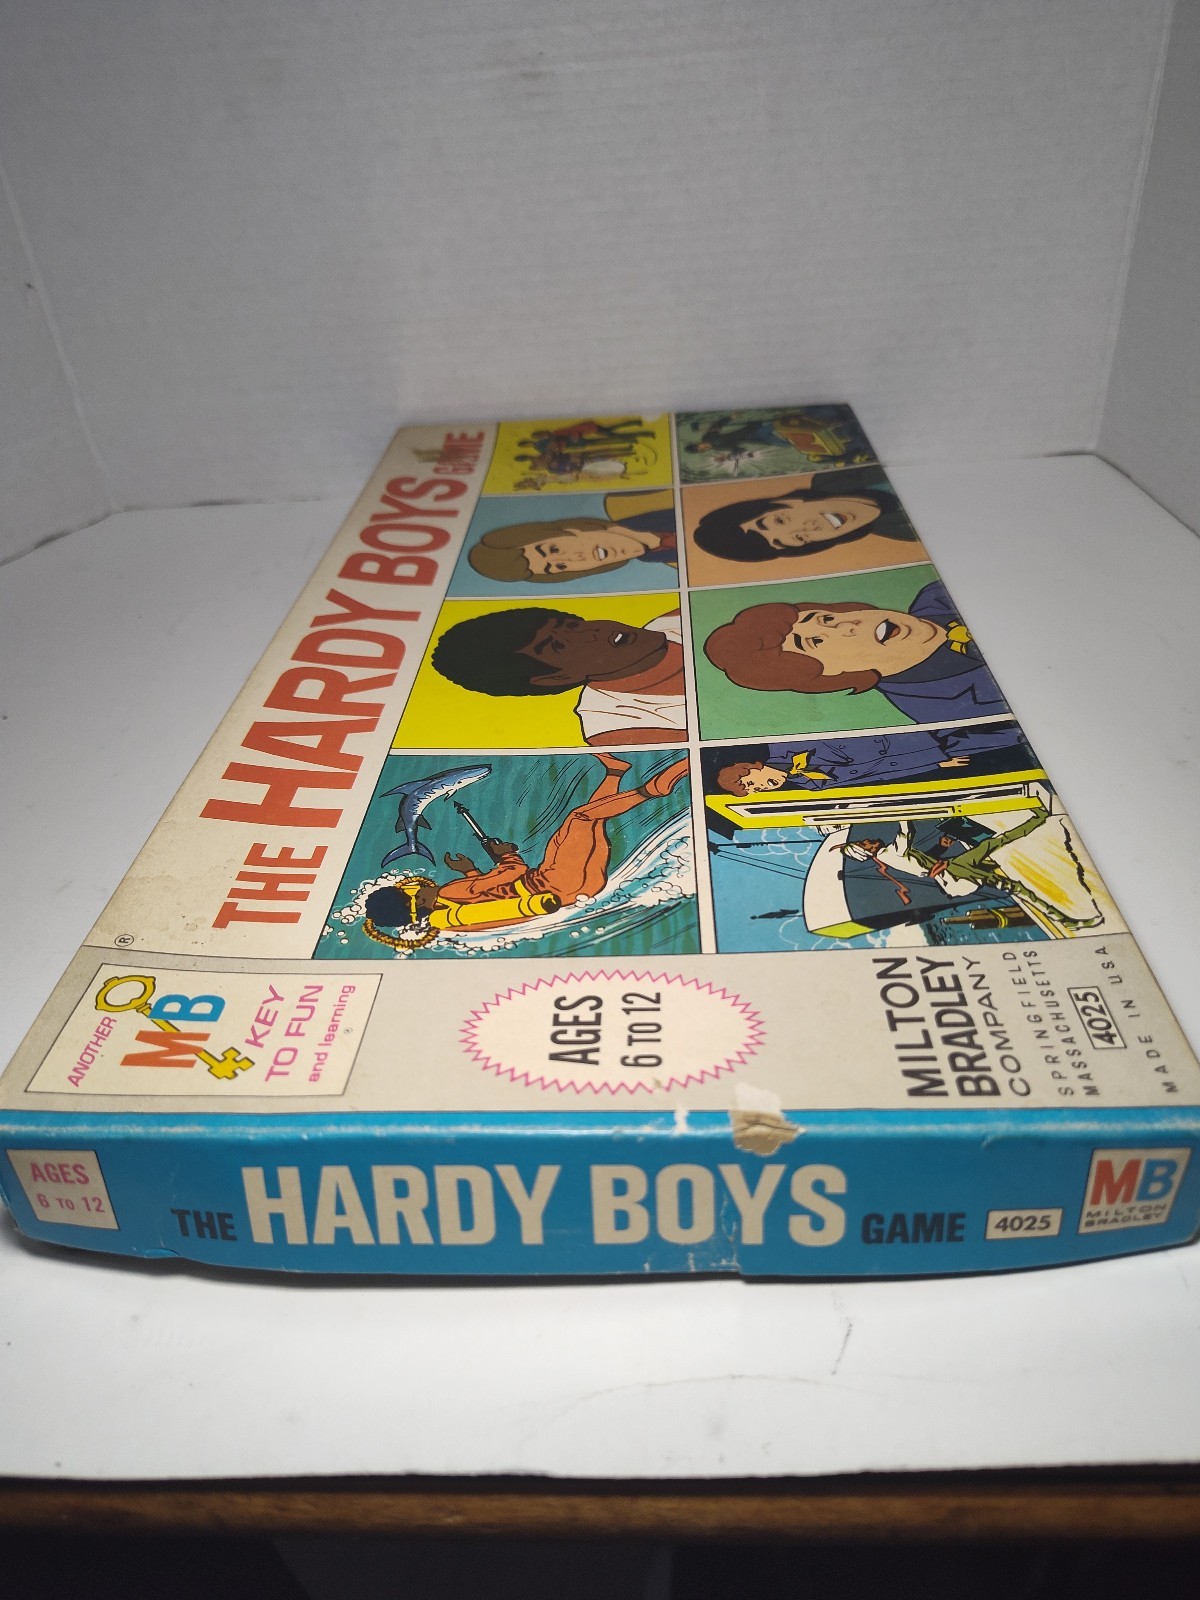 THE HARDY BOYS GAME
®
ANOTHER
MB
KEY
TO FUN
and learning
®
AGES
6 TO 12
MILTON
BRADLEY
COMPANY
SPRINGFIELD
MASSACHUSETTS
4025
MADE IN U.S.A
AGES
6 TO 12
THE HARDY BOYS GAME
4025
MB
MILTON
BRADLEY